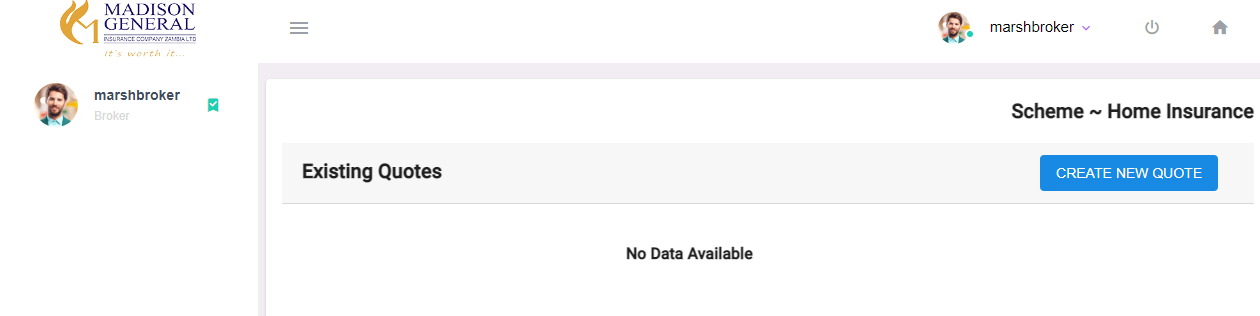 MADISON
GENERAL
INSURANCE COMPANY ZAMBIA LTD
It's worth it...
marshbroker
marshbroker
Broker
Scheme ~ Home Insurance
Existing Quotes
CREATE NEW QUOTE
No Data Available